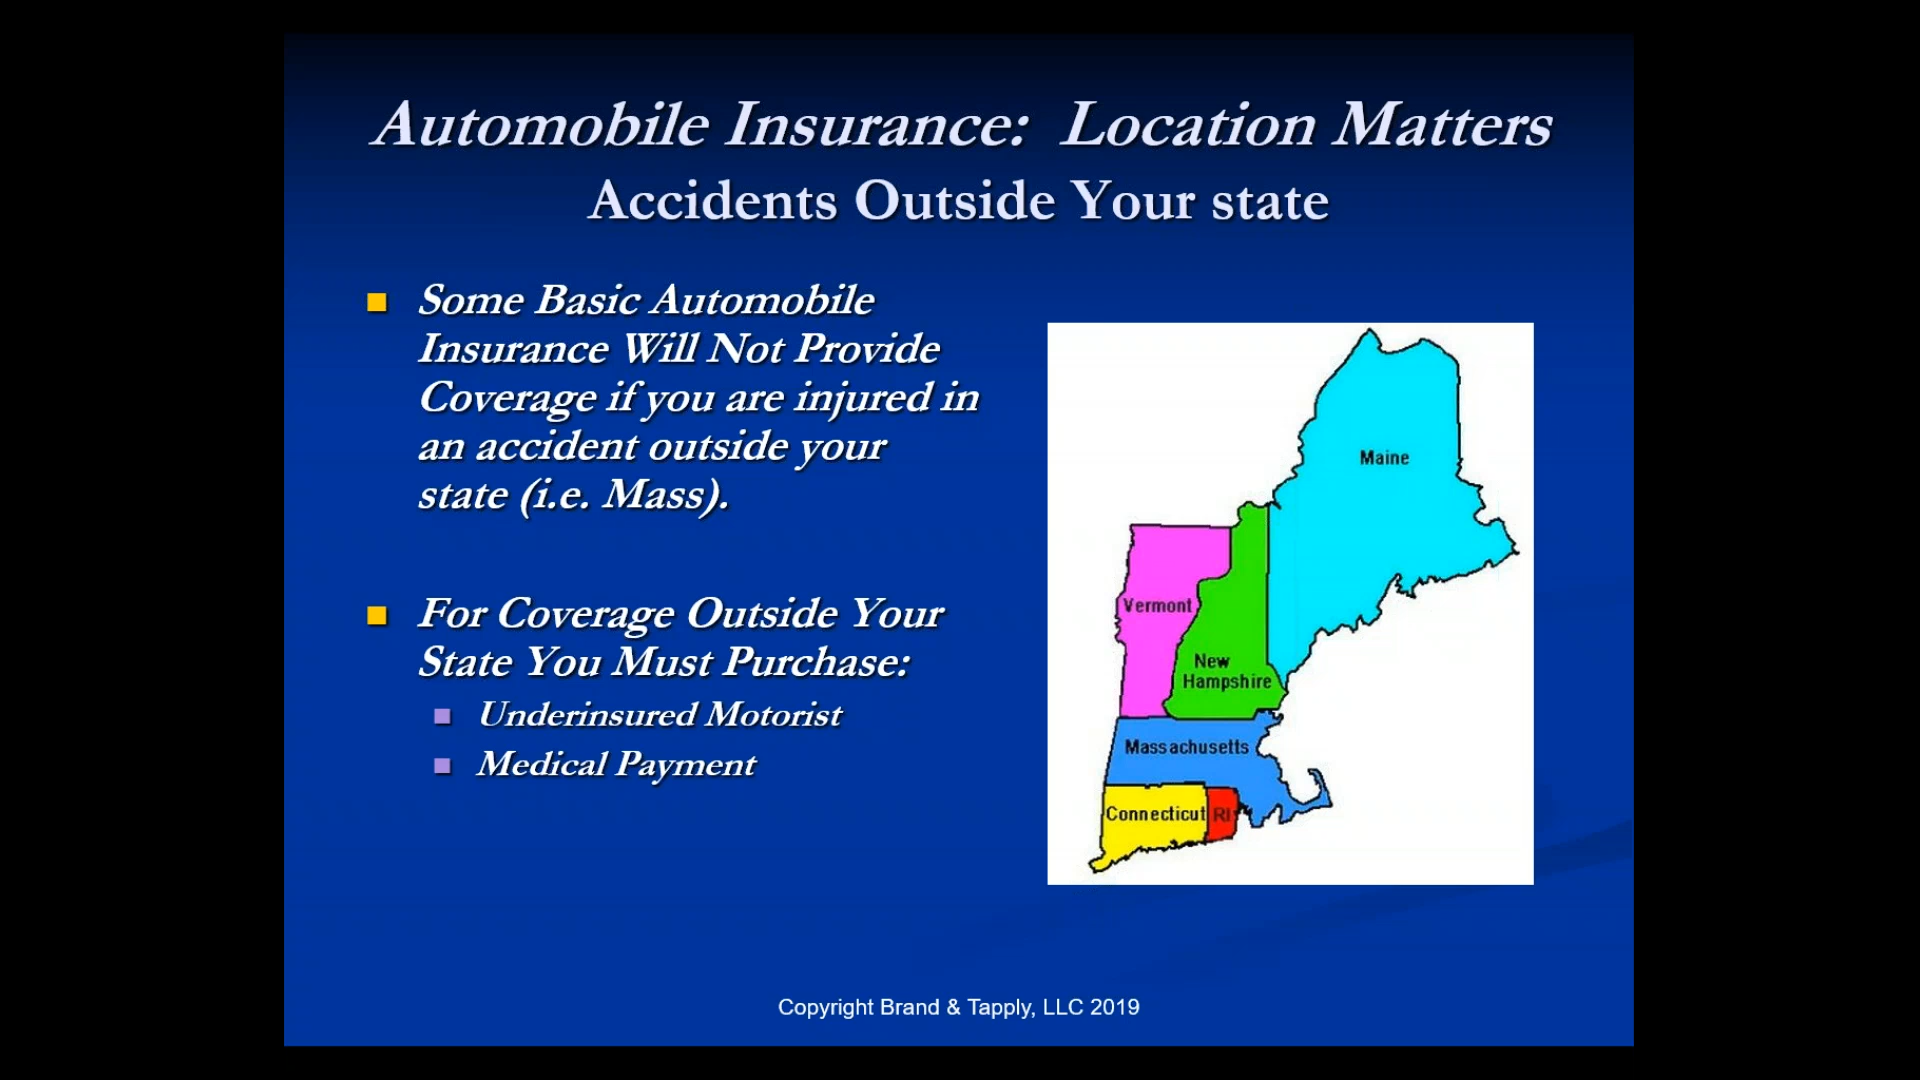 Automobile Insurance: Location Matters
Accidents Outside Your state
Some Basic Automobile
Insurance Will Not Provide
Coverage if you are injured in
an accident outside your
state (i.e. Mass).
For Coverage Outside Your
State You Must Purchase:
Underinsured Motorist
Medical Payment
Maine
Vermont
New
Hampshire
Massachusetts
Connecticut
RI
Copyright Brand & Tapply, LLC 2019